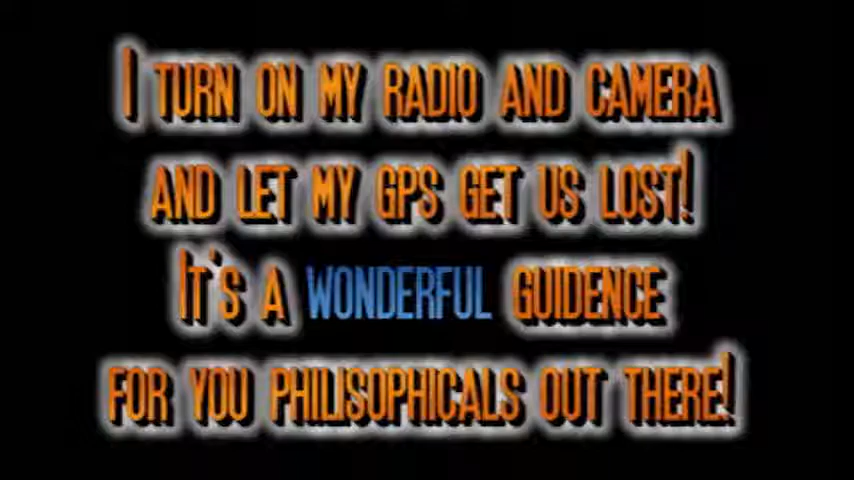 I TURN ON MY RADIO AND CAMERA
AND LET MY GPS GET US LOST!
IT'S A WONDERFUL GUIDENCE
FOR YOU PHILISOPHICALS OUT THERE!